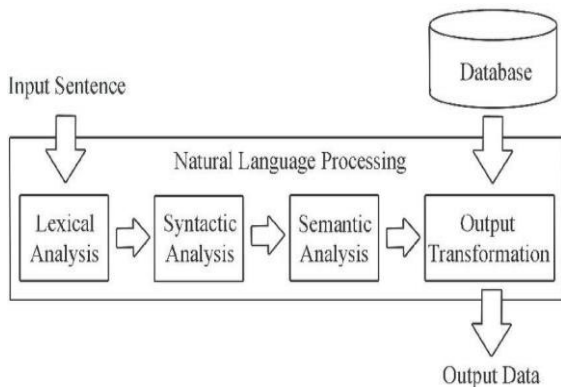 Database
Input Sentence
Natural Language Processing
Lexical
Analysis
Syntactic
Analysis
Semantic
Analysis
Output
Transformation
Output Data